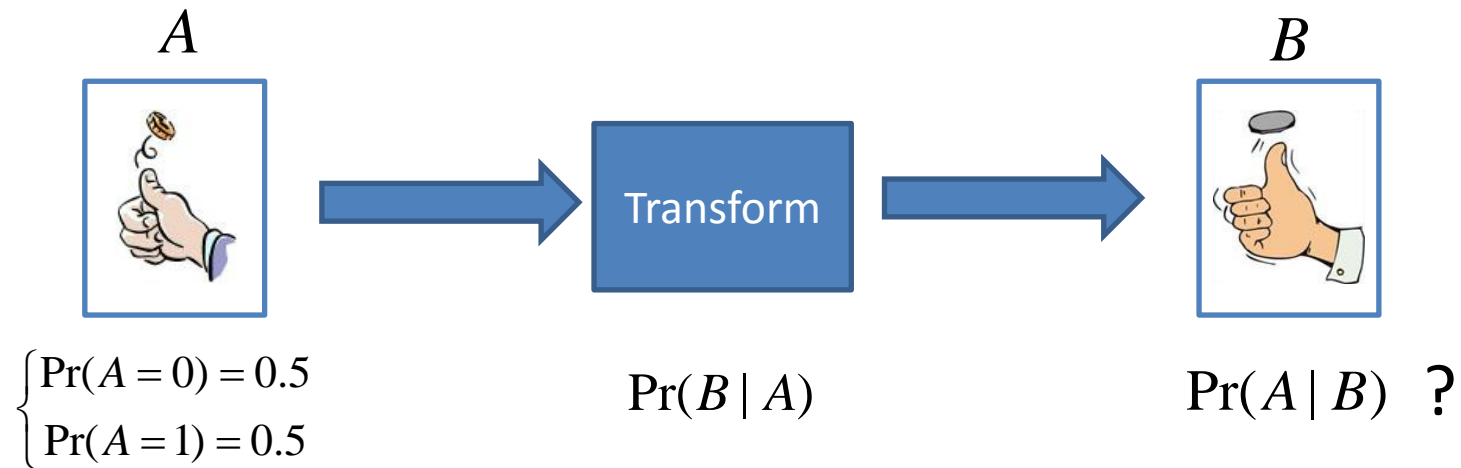 A
B
Transform
Pr(A = 0) = 0.5
Pr(A = 1) = 0.5
Pr(B | A)
Pr(A | B) ?